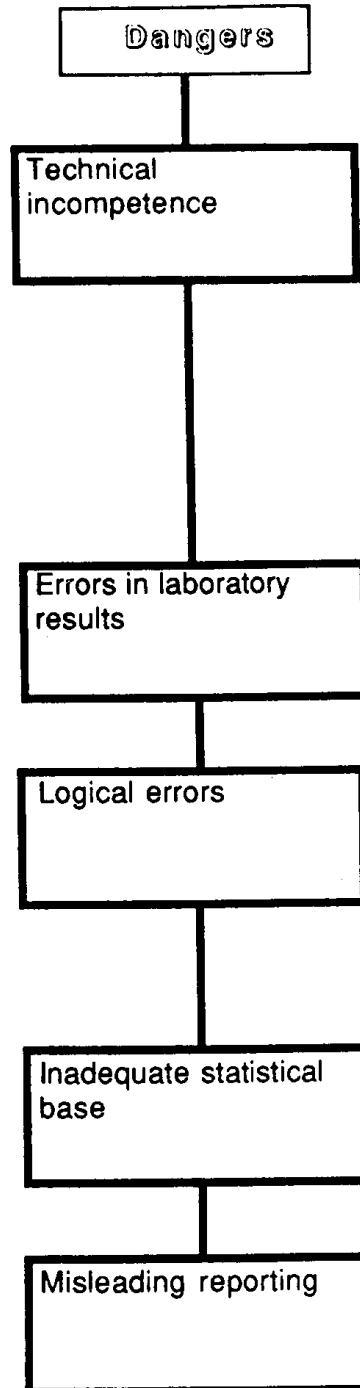 Dangers
Technical
incompetence
Errors in laboratory
results
Logical errors
Inadequate statistical
base
Misleading reporting